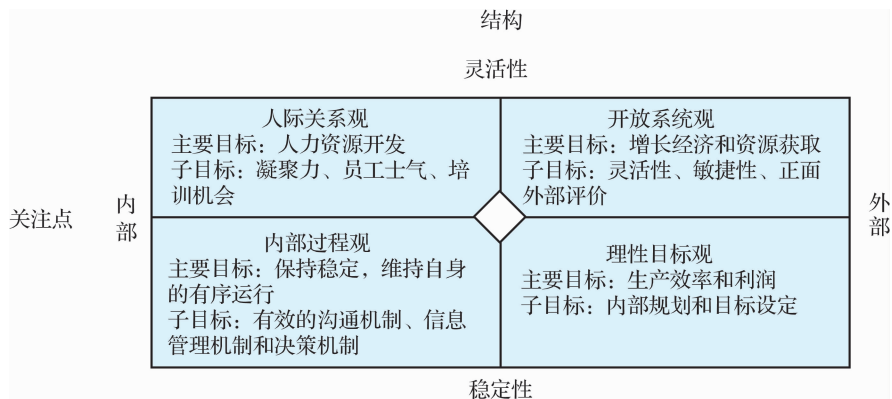 结构
灵活性
人际关系观
主要目标：人力资源开发
子目标：凝聚力、员工士气、培
训机会
开放系统观
主要目标：增长经济和资源获取
子目标：灵活性、敏捷性、正面
外部评价
关注点
内
部
外
部
内部过程观
主要目标：保持稳定，维持自身
的有序运行
子目标：有效的沟通机制、信息
管理机制和决策机制
理性目标观
主要目标：生产效率和利润
子目标：内部规划和目标设定
稳定性